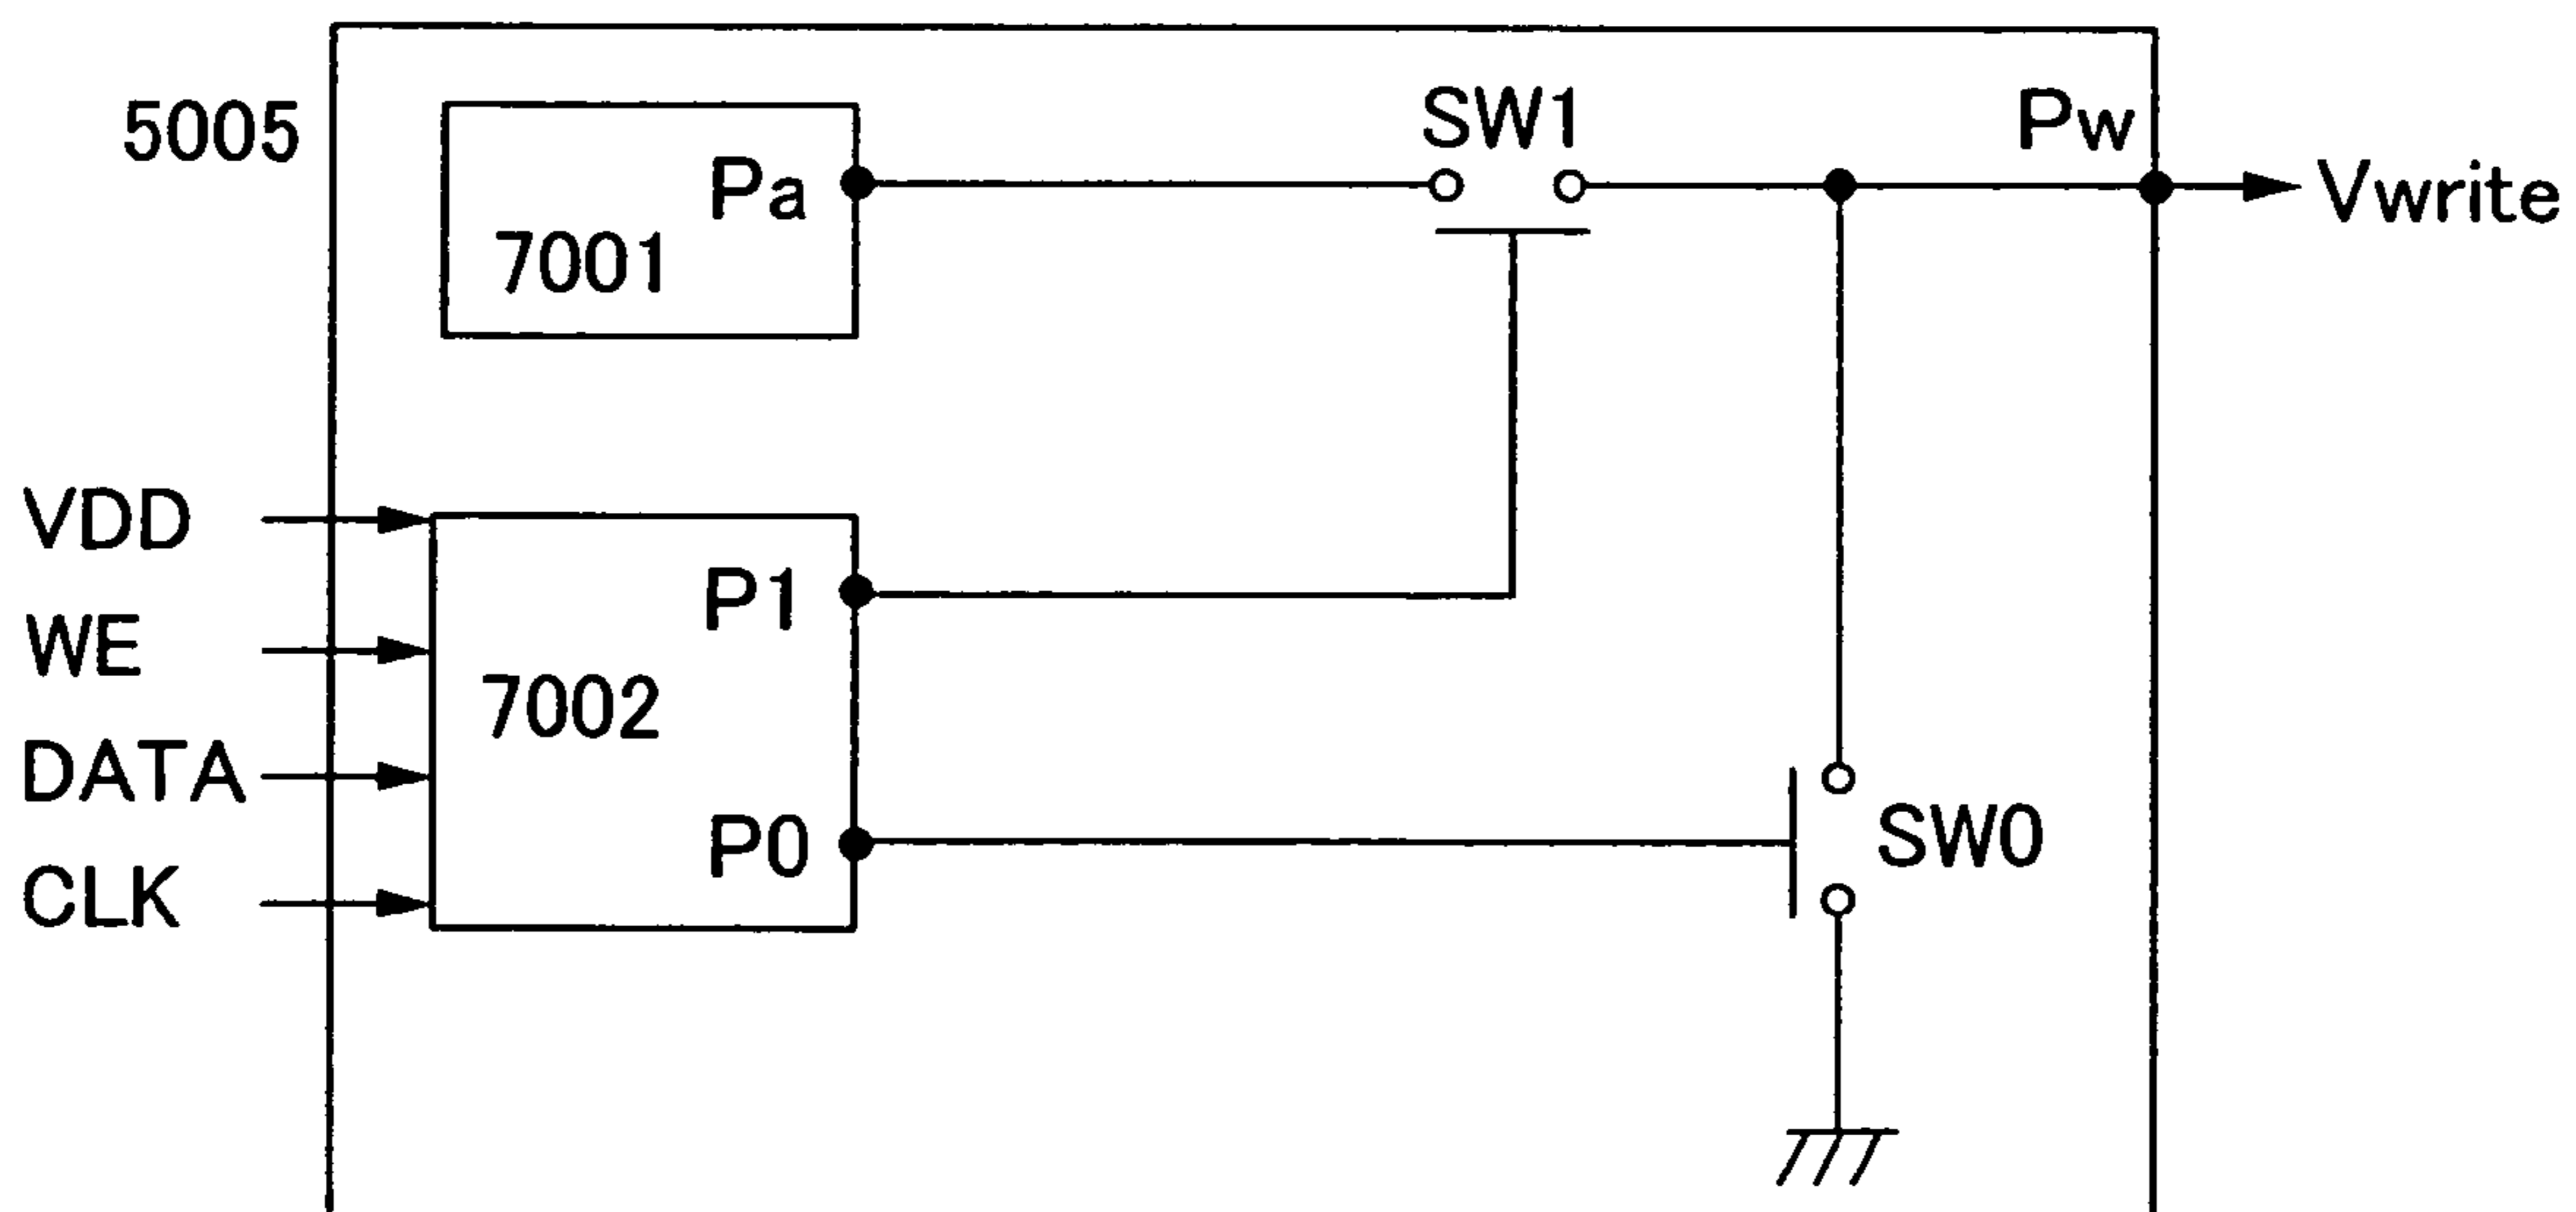 5005
Pa
7001
SW1
Pw
Vwrite
VDD
WE
DATA
CLK
P1
7002
P0
SW0